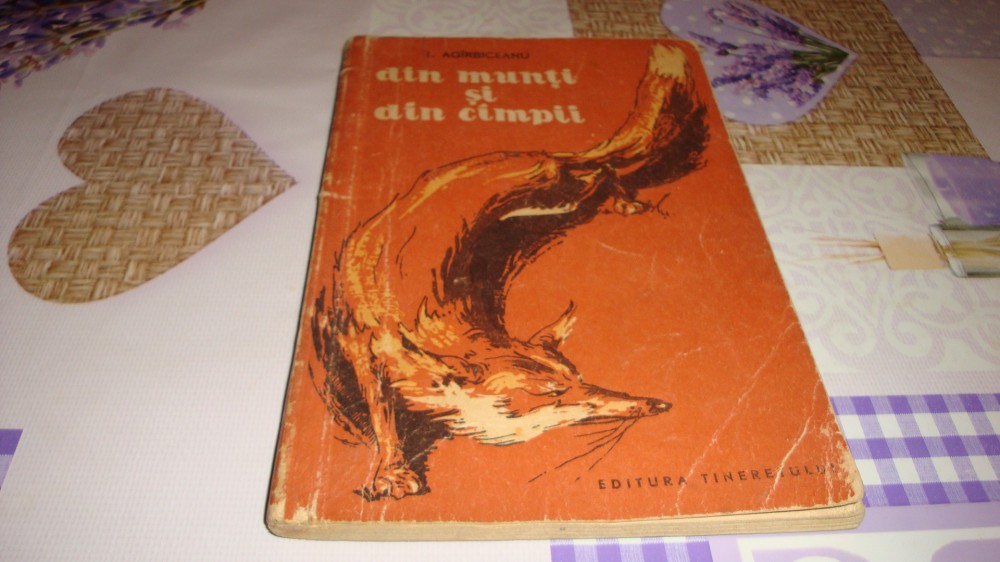 I. AGÎRBICEANU
din munți
și
din cîmpii
EDITURA TINERETULUI